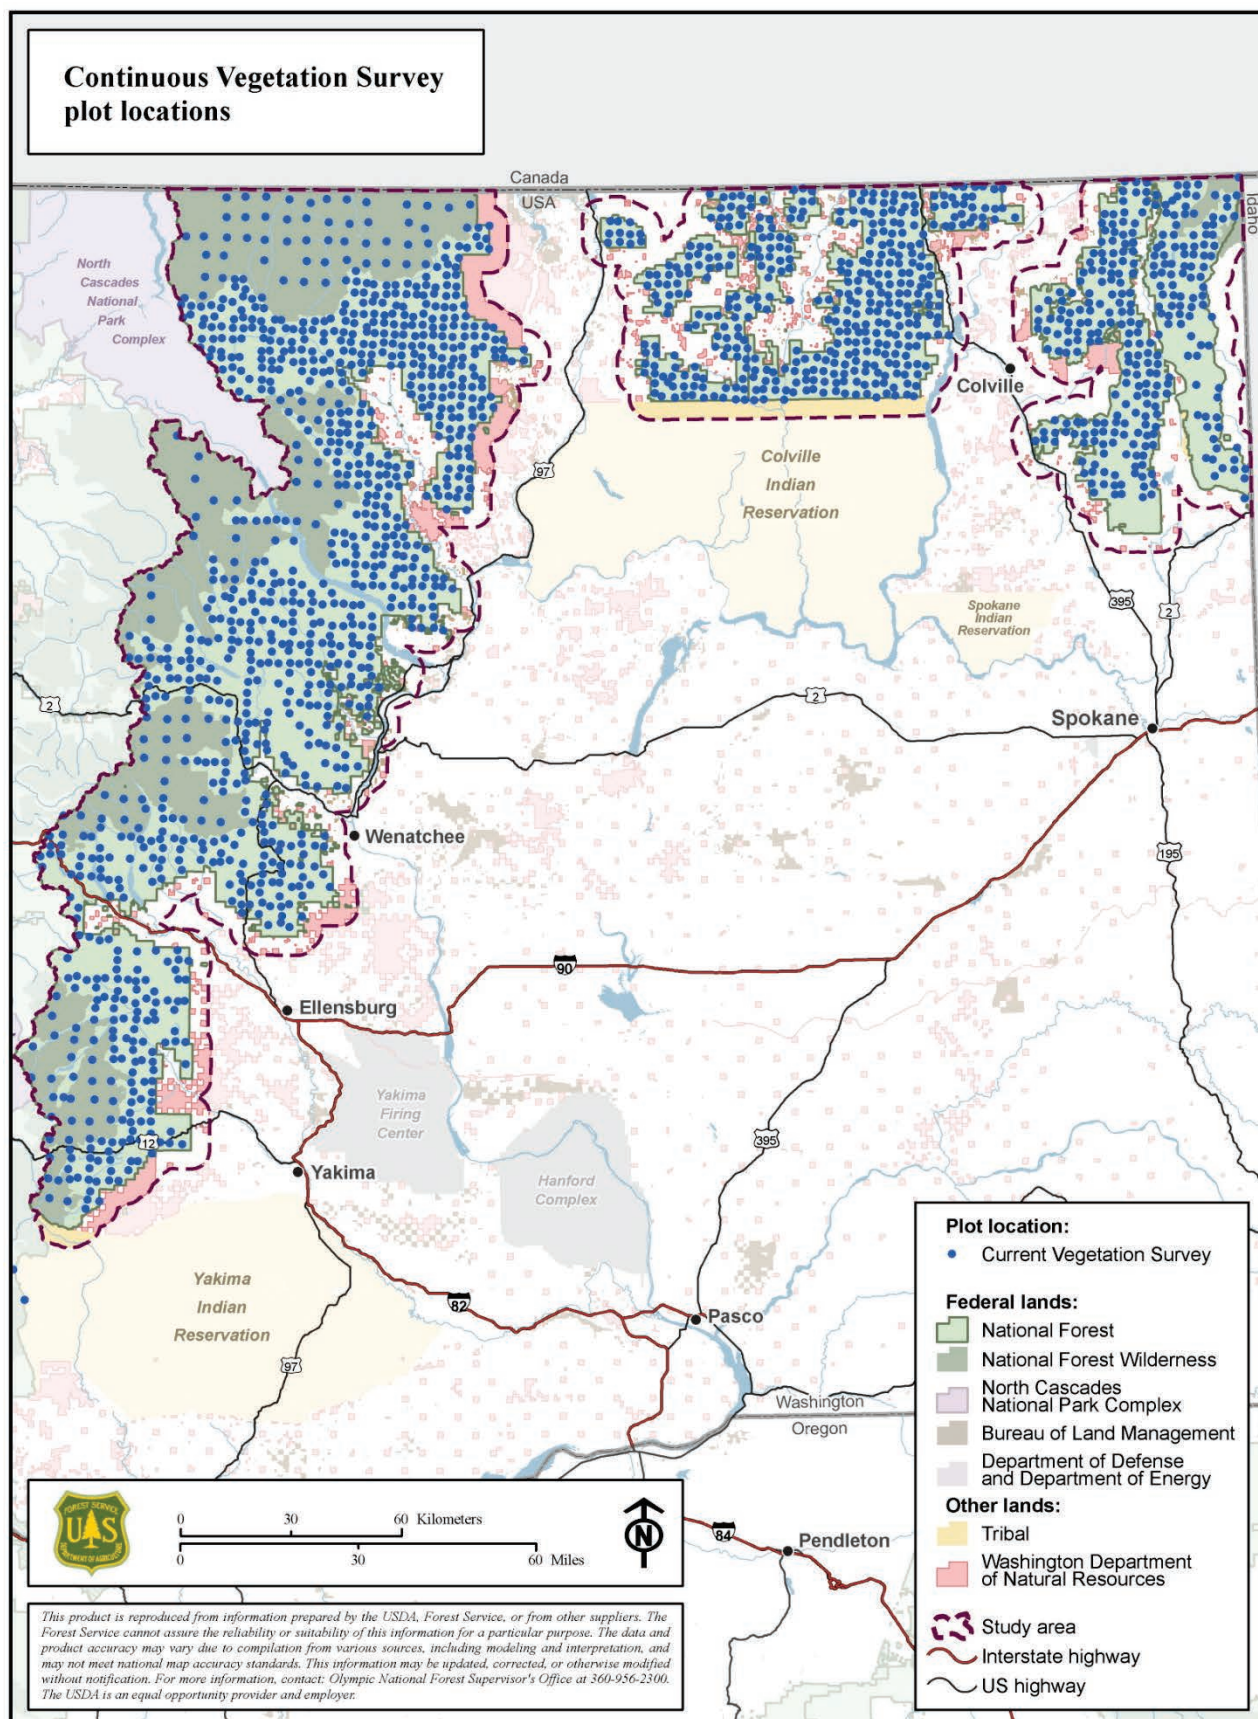 Continuous Vegetation Survey
plot locations
Canada
USA
Idaho
North
Cascades
National
Park
Complex
Colville
97
Colville
Indian
Reservation
Spokane
Indian
Reservation
395
2
2
2
Spokane
Wenatchee
195
90
Ellensburg
Yakima
Firing
Center
395
12
Yakima
Hanford
Complex
Yakima
Indian
Reservation
82
Pasco
97
Washington
Oregon
84
Pendleton
Plot location:
Current Vegetation Survey
Federal lands:
National Forest
National Forest Wilderness
North Cascades
National Park Complex
Bureau of Land Management
Department of Defense
and Department of Energy
Other lands:
Tribal
Washington Department
of Natural Resources
Study area
Interstate highway
US highway
FOREST SERVICE
U S
DEPARTMENT OF AGRICULTURE
0 30 60 Kilometers
0 30 60 Miles
N
This product is reproduced from information prepared by the USDA, Forest Service, or from other suppliers. The
Forest Service cannot assure the reliability or suitability of this information for a particular purpose. The data and
product accuracy may vary due to compilation from various sources, including modeling and interpretation, and
may not meet national map accuracy standards. This information may be updated, corrected, or otherwise modified
without notification. For more information, contact: Olympic National Forest Supervisor's Office at 360-956-2300.
The USDA is an equal opportunity provider and employer.